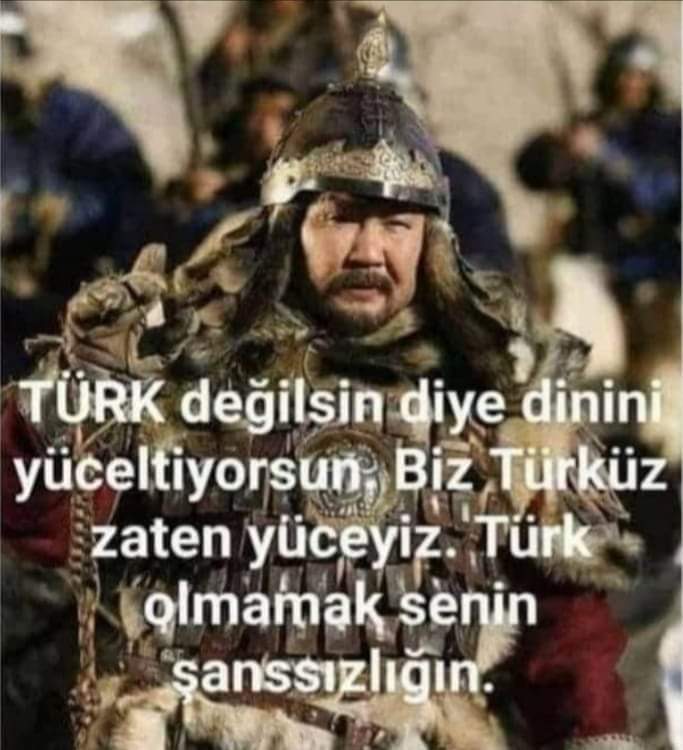 TÜRK değilsin diye dinini
yüceltiyorsun. Biz Türküz
zaten yüceyiz. Türk
olmamak senin
şanssızlığın.